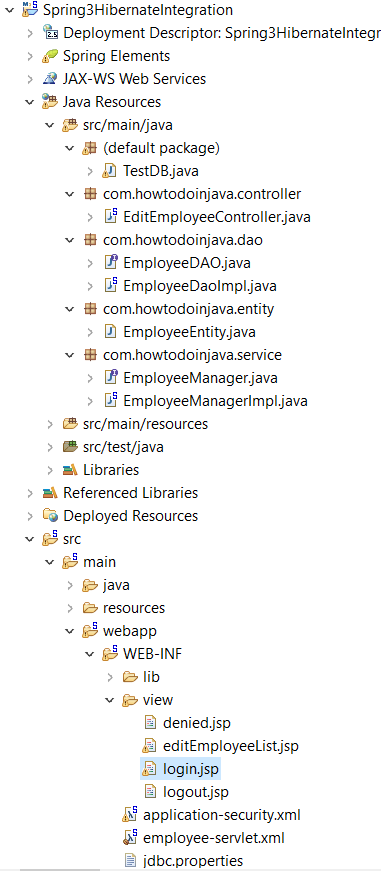 Spring3HibernateIntegration
Deployment Descriptor: Spring3HibernateIntegr
Spring Elements
JAX-WS Web Services
Java Resources
src/main/java
(default package)
TestDB.java
com.howtodoinjava.controller
EditEmployeeController.java
com.howtodoinjava.dao
EmployeeDAO.java
EmployeeDaoImpl.java
com.howtodoinjava.entity
EmployeeEntity.java
com.howtodoinjava.service
EmployeeManager.java
EmployeeManagerImpl.java
src/main/resources
src/test/java
Libraries
Referenced Libraries
Deployed Resources
src
main
java
resources
webapp
WEB-INF
lib
view
denied.jsp
editEmployeeList.jsp
login.jsp
logout.jsp
application-security.xml
employee-servlet.xml
jdbc.properties